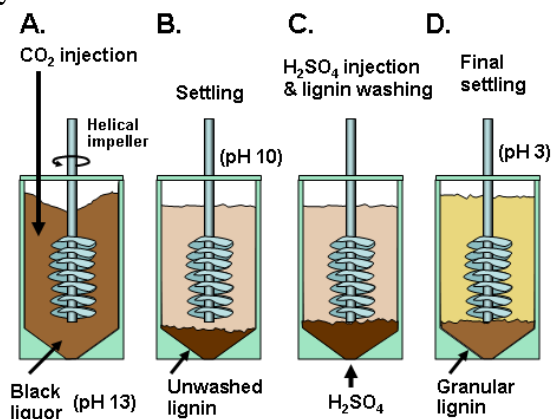 A.
CO₂ injection
Helical
impeller
Black
liquor (pH 13)
B.
Settling
(pH 10)
Unwashed
lignin
C.
H₂SO₄ injection
& lignin washing
H₂SO₄
D.
Final
settling
(pH 3)
Granular
lignin